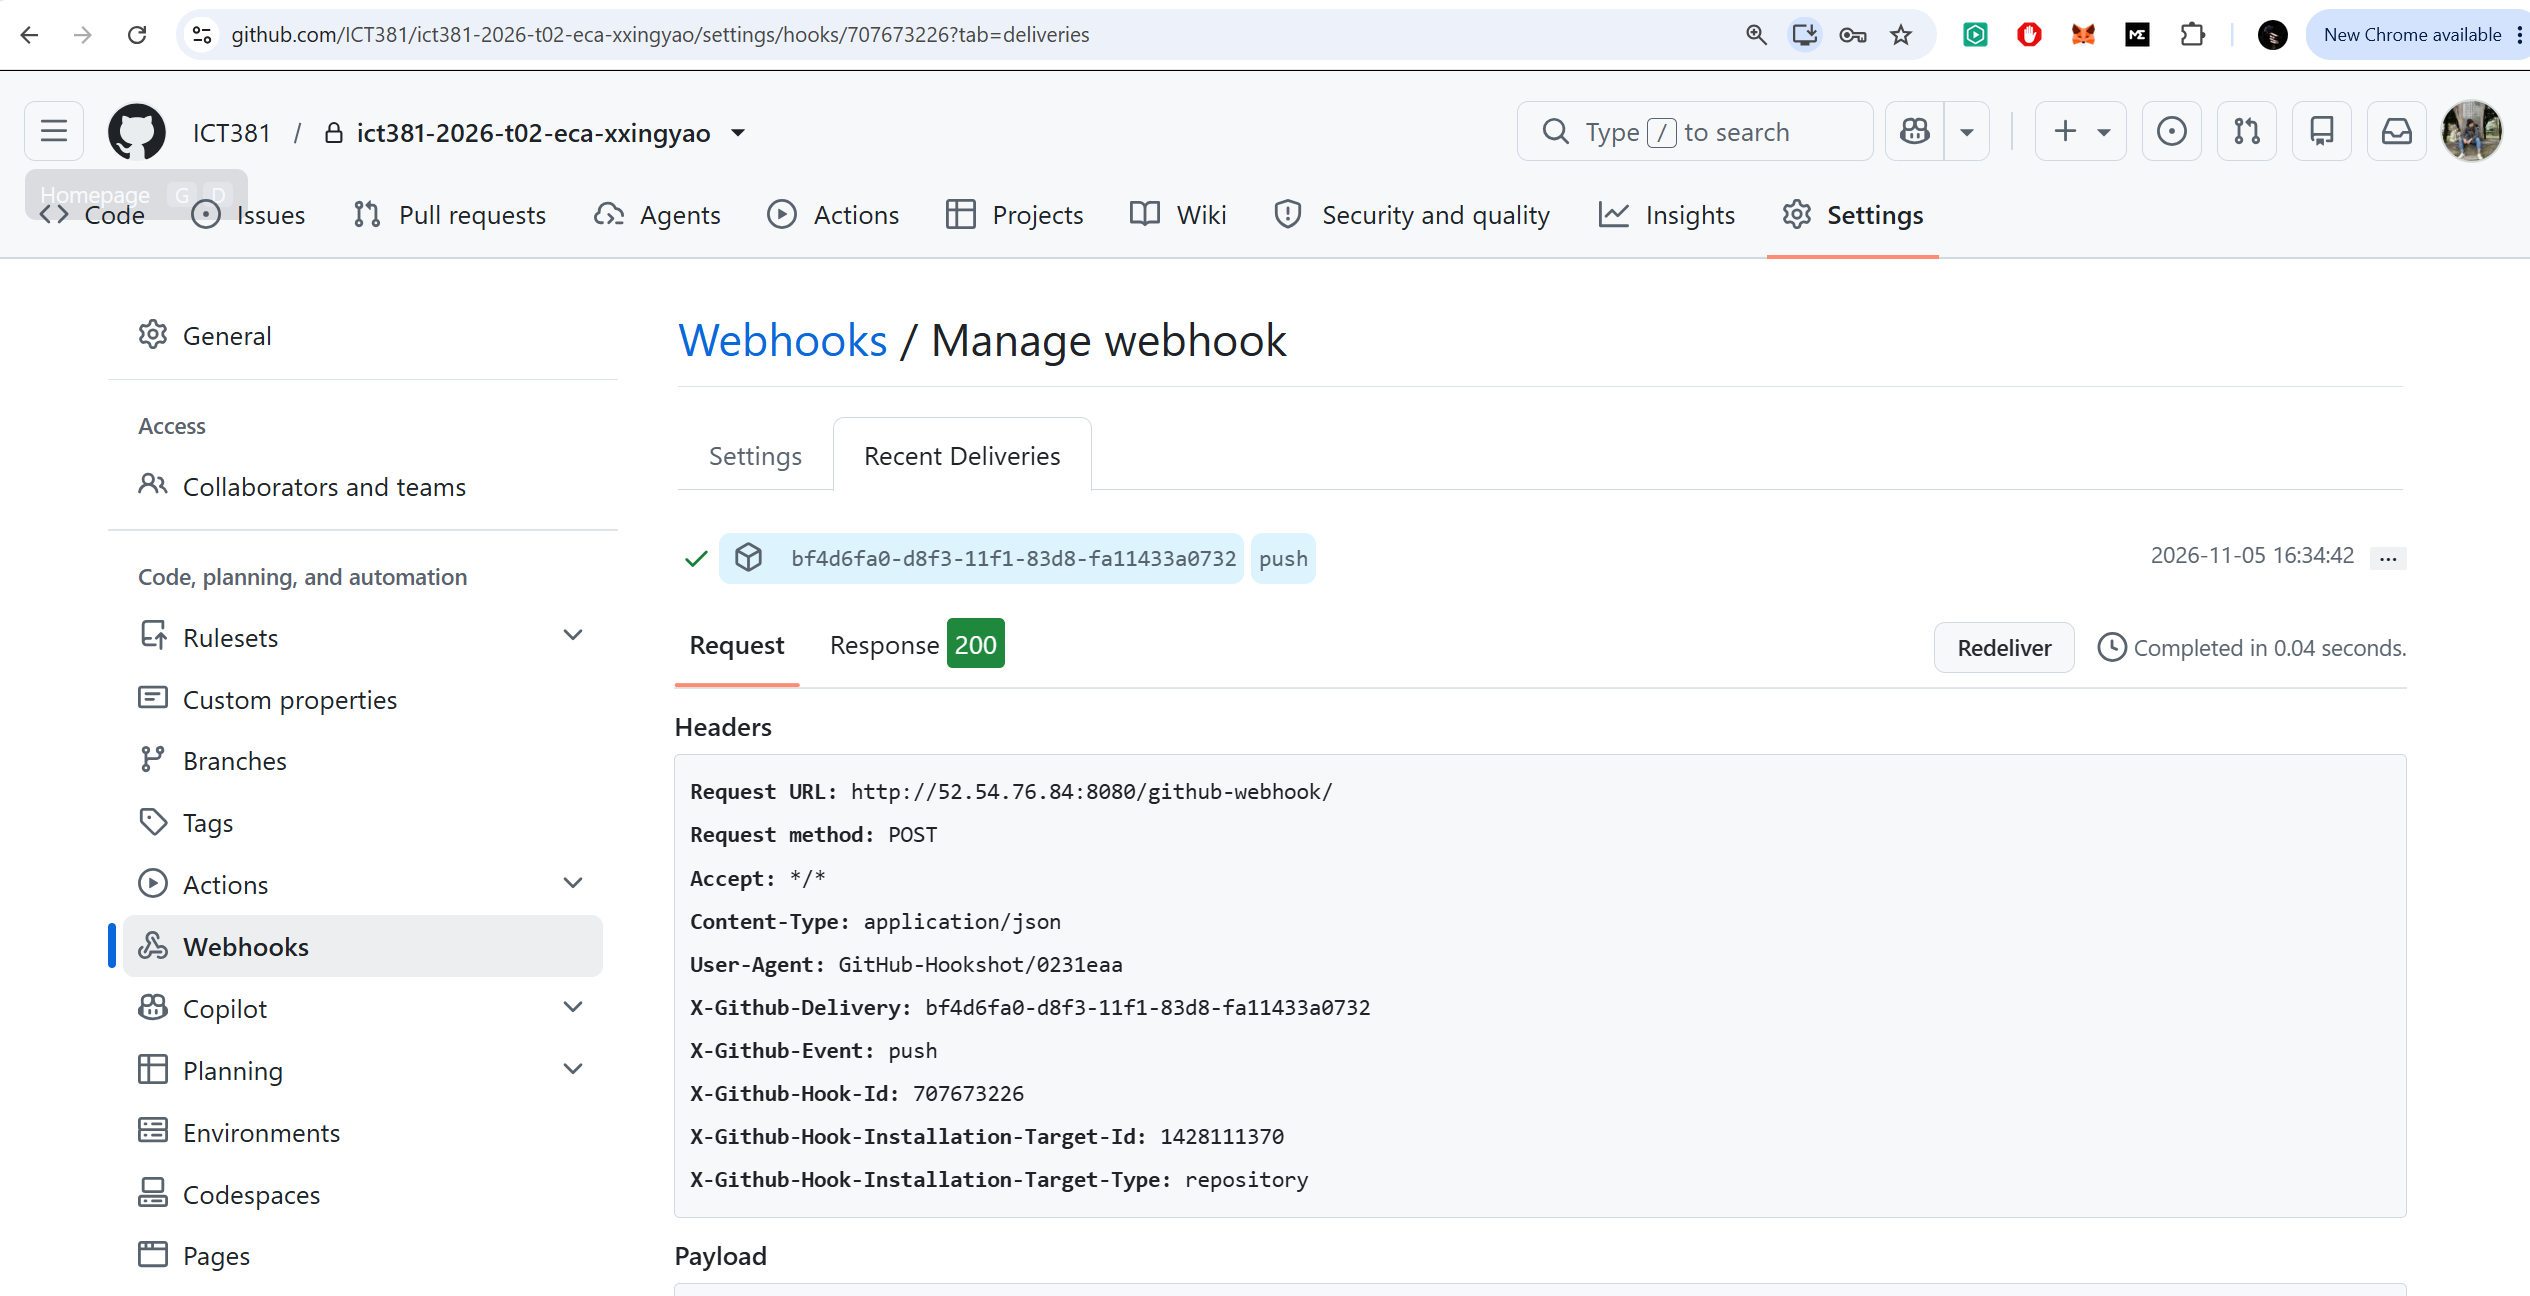 github.com/ICT381/ict381-2026-t02-eca-xxingyao/settings/hooks/707673226?tab=deliveries
New Chrome available
ICT381 / ict381-2026-t02-eca-xxingyao
Type / to search
Homepage G D
Code Issues Pull requests Agents Actions Projects Wiki Security and quality Insights Settings
General
Access
Collaborators and teams
Code, planning, and automation
Rulesets
Custom properties
Branches
Tags
Actions
Webhooks
Copilot
Planning
Environments
Codespaces
Pages
Webhooks / Manage webhook
Settings Recent Deliveries
bf4d6fa0-d8f3-11f1-83d8-fa11433a0732 push 2026-11-05 16:34:42 ...
Request Response 200 Redeliver Completed in 0.04 seconds.
Headers
Request URL: http://52.54.76.84:8080/github-webhook/
Request method: POST
Accept: */*
Content-Type: application/json
User-Agent: GitHub-Hookshot/0231eaa
X-Github-Delivery: bf4d6fa0-d8f3-11f1-83d8-fa11433a0732
X-Github-Event: push
X-Github-Hook-Id: 707673226
X-Github-Hook-Installation-Target-Id: 1428111370
X-Github-Hook-Installation-Target-Type: repository
Payload